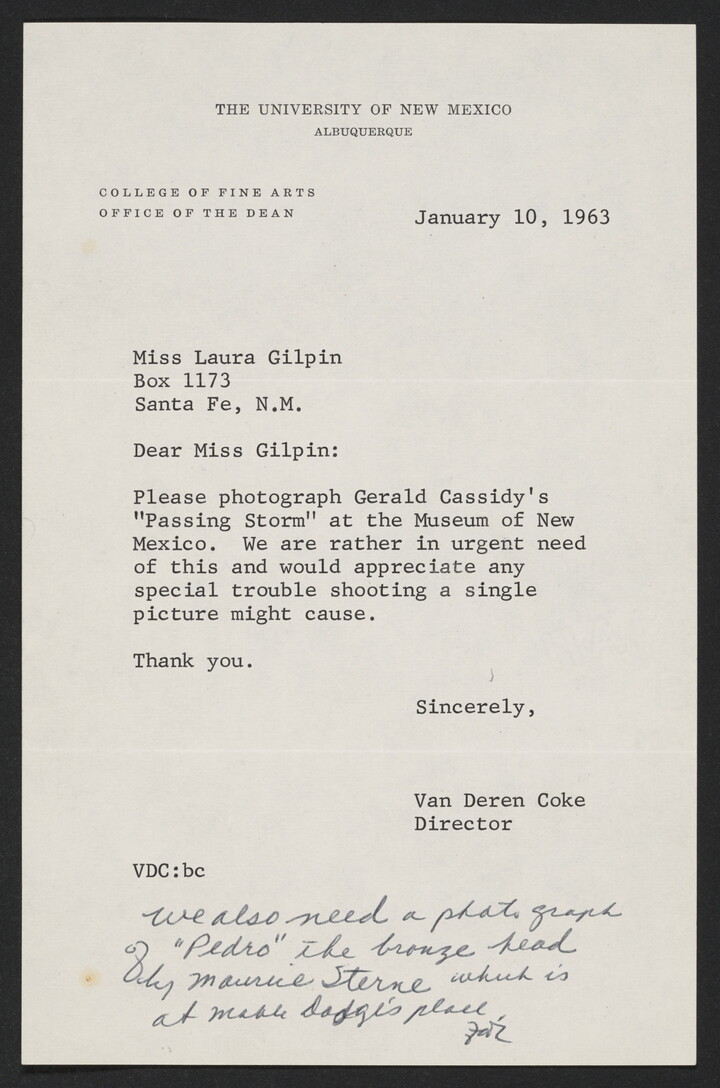 THE UNIVERSITY OF NEW MEXICO
ALBUQUERQUE
COLLEGE OF FINE ARTS
OFFICE OF THE DEAN
January 10, 1963
Miss Laura Gilpin
Box 1173
Santa Fe, N.M.
Dear Miss Gilpin:
Please photograph Gerald Cassidy's
"Passing Storm" at the Museum of New
Mexico. We are rather in urgent need
of this and would appreciate any
special trouble shooting a single
picture might cause.
Thank you.
Sincerely,
Van Deren Coke
Director
VDC:bc
We also need a photograph
of "Pedro" the bronze head
by Maurice Sterne which is
at Mable Dodge's place.